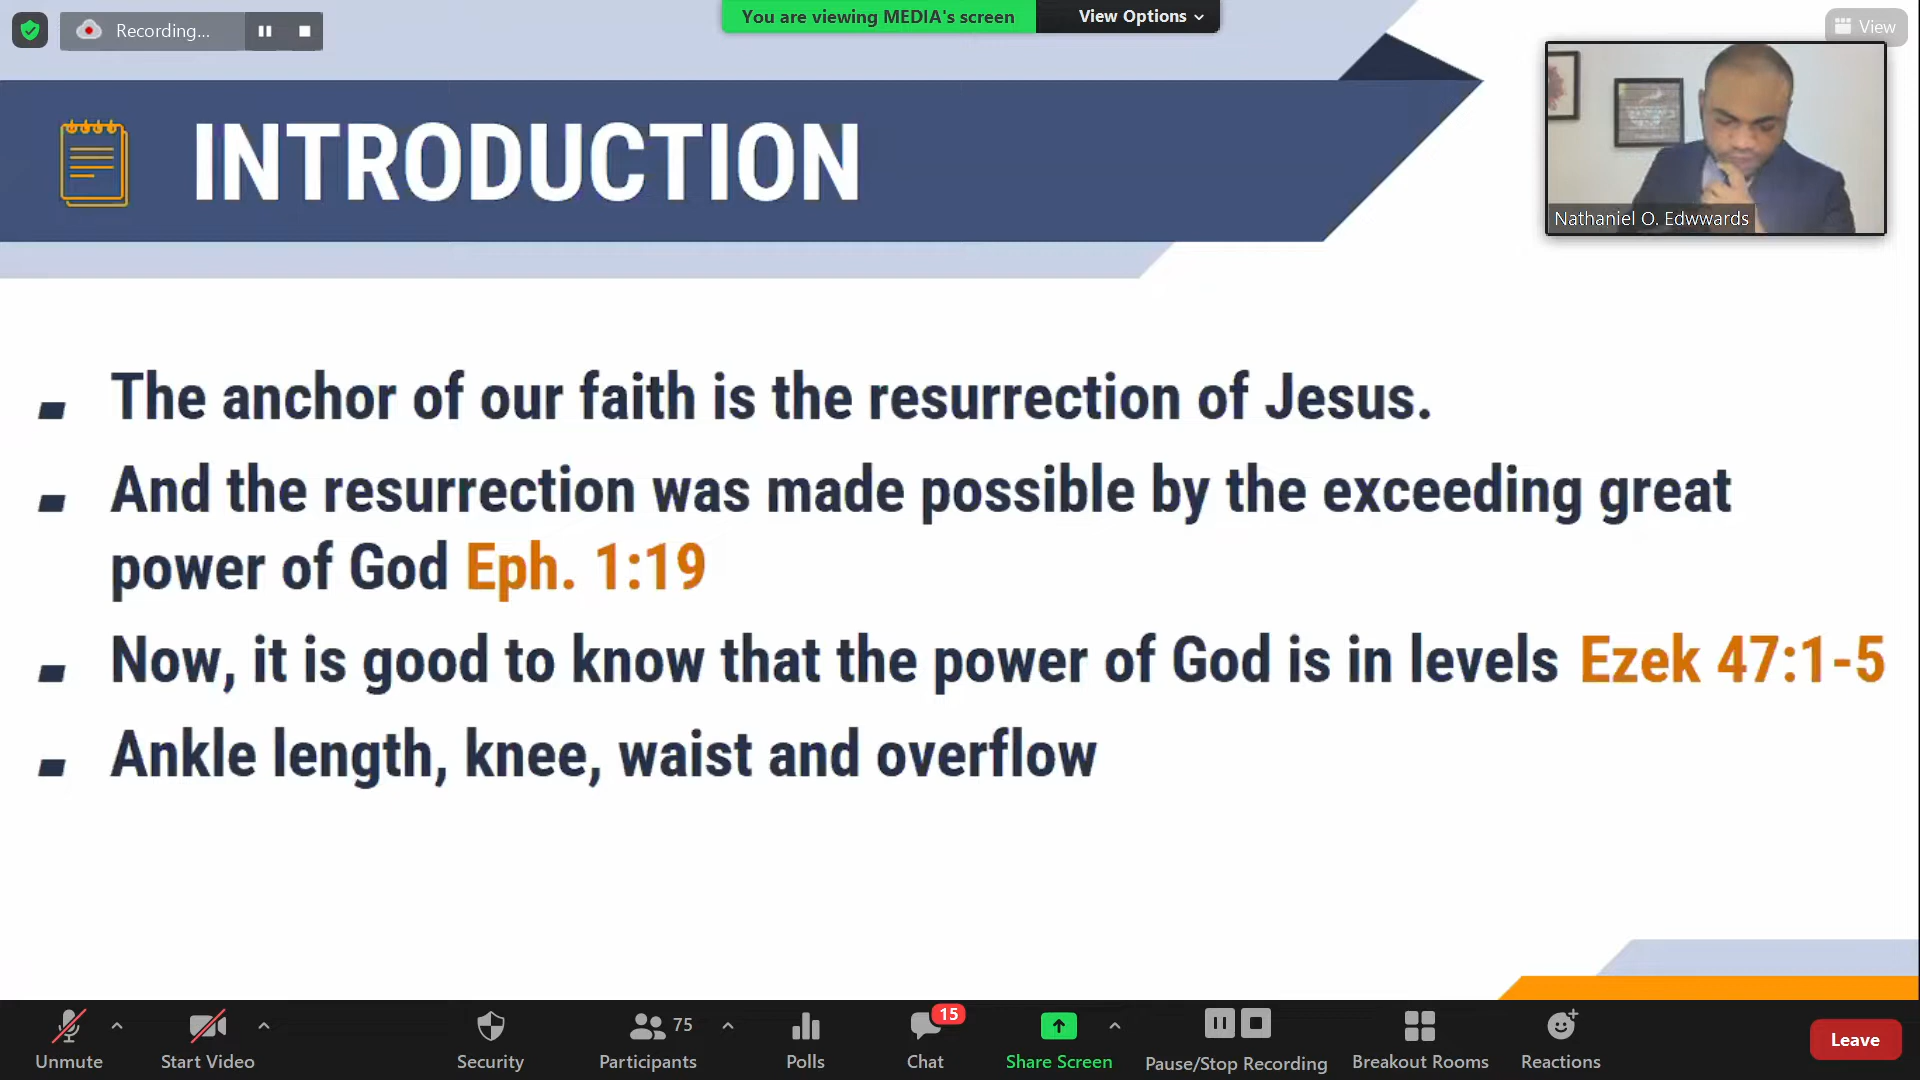 Recording...
You are viewing MEDIA's screen
View Options
View
INTRODUCTION
Nathaniel O. Edwwards
The anchor of our faith is the resurrection of Jesus.
And the resurrection was made possible by the exceeding great
power of God Eph. 1:19
Now, it is good to know that the power of God is in levels Ezek 47:1-5
Ankle length, knee, waist and overflow
75
15
Unmute
Start Video
Security
Participants
Polls
Chat
Share Screen
Pause/Stop Recording
Breakout Rooms
Reactions
Leave